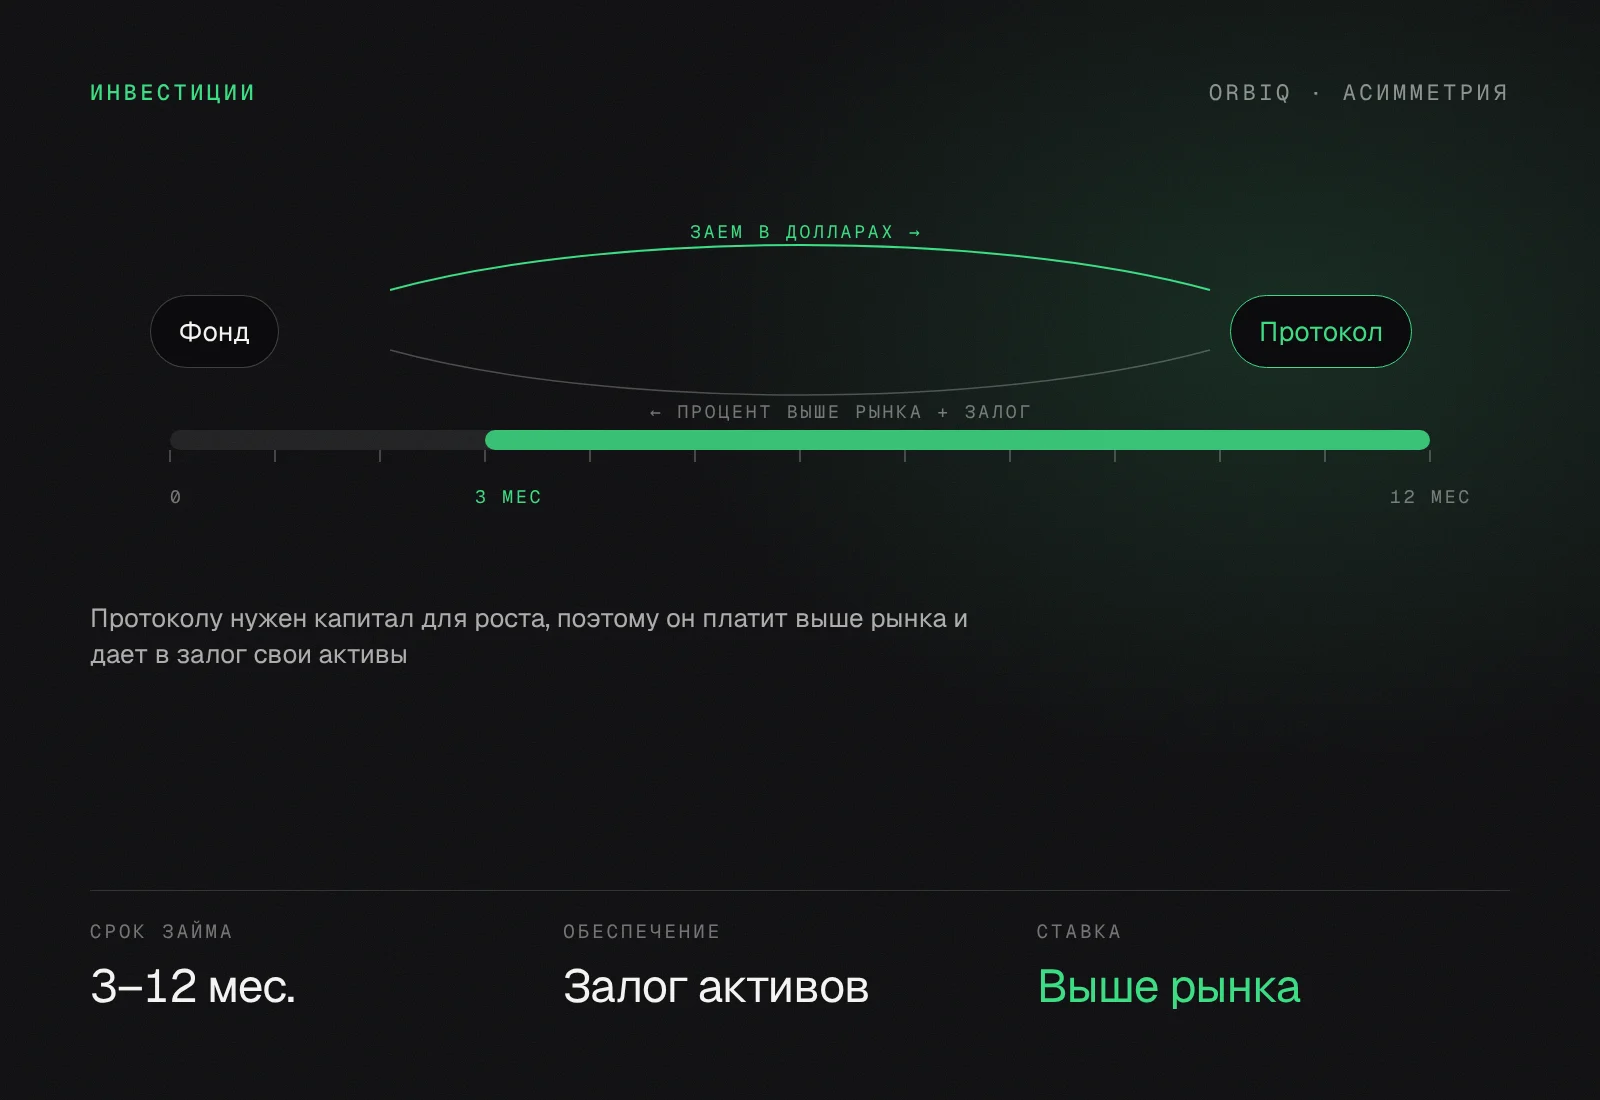 ИНВЕСТИЦИИ
ORBIQ · АСИММЕТРИЯ
ЗАЕМ В ДОЛЛАРАХ →
Фонд
Протокол
← ПРОЦЕНТ ВЫШЕ РЫНКА + ЗАЛОГ
0
3 МЕС
12 МЕС
Протоколу нужен капитал для роста, поэтому он платит выше рынка и
дает в залог свои активы
СРОК ЗАЙМА
ОБЕСПЕЧЕНИЕ
СТАВКА
3–12 мес.
Залог активов
Выше рынка